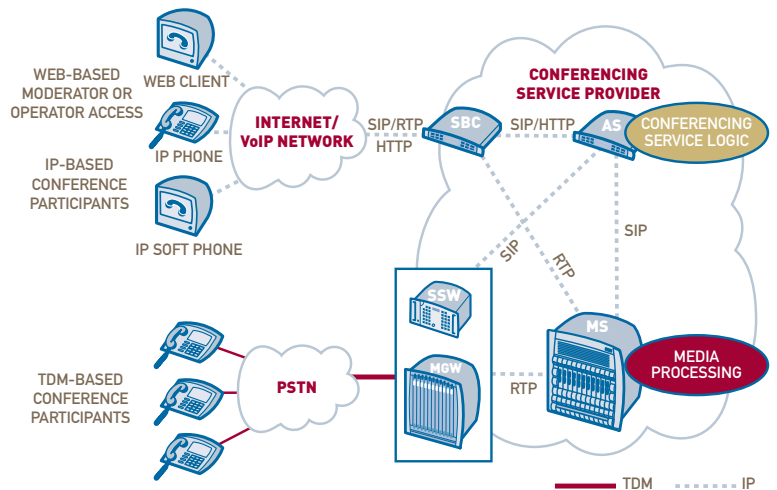 WEB-BASED
MODERATOR OR
OPERATOR ACCESS
WEB CLIENT
IP PHONE
IP-BASED
CONFERENCE
PARTICIPANTS
IP SOFT PHONE
INTERNET/
VoIP NETWORK
SIP/RTP
HTTP
CONFERENCING
SERVICE PROVIDER
SBC
SIP/HTTP
AS
CONFERENCING
SERVICE LOGIC
SIP
RTP
SIP
SSW
MGW
RTP
MS
MEDIA
PROCESSING
TDM-BASED
CONFERENCE
PARTICIPANTS
PSTN
TDM
IP